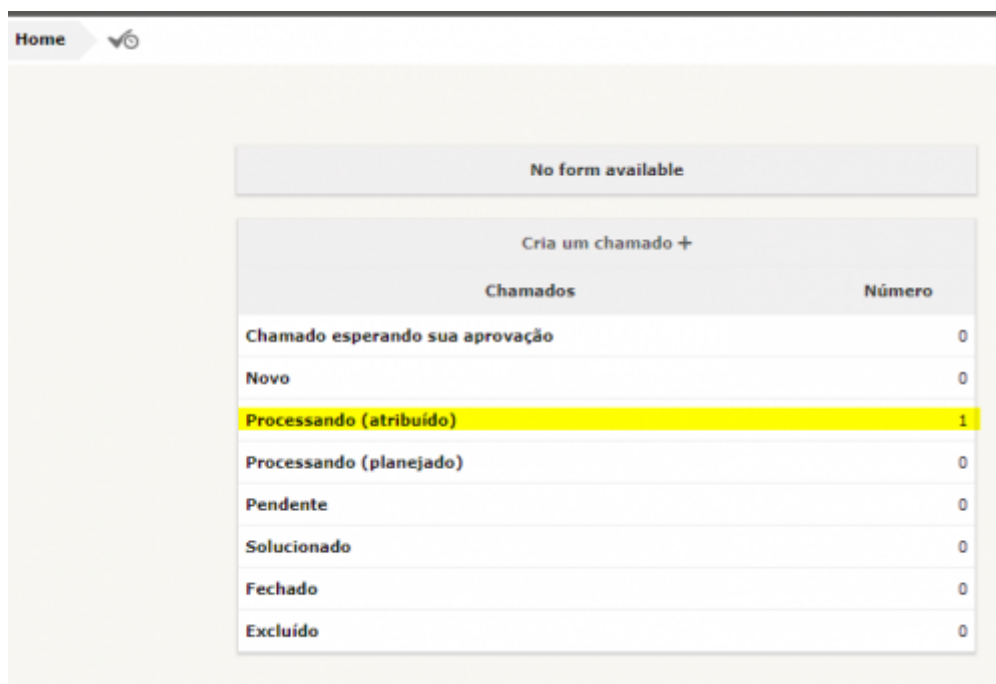 Home
No form available
Cria um chamado +
Chamados Número
Chamado esperando sua aprovação 0
Novo 0
Processando (atribuído) 1
Processando (planejado) 0
Pendente 0
Solucionado 0
Fechado 0
Excluído 0